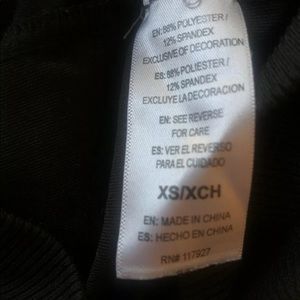 EN: 88% POLYESTER /
12% SPANDEX
EXCLUSIVE OF DECORATION
ES: 88% POLIESTER /
12% SPANDEX
EXCLUYE LA DECORACION
EN: SEE REVERSE
FOR CARE
ES: VER EL REVERSO
PARA EL CUIDADO
XS/XCH
EN: MADE IN CHINA
ES: HECHO EN CHINA
RN# 117927